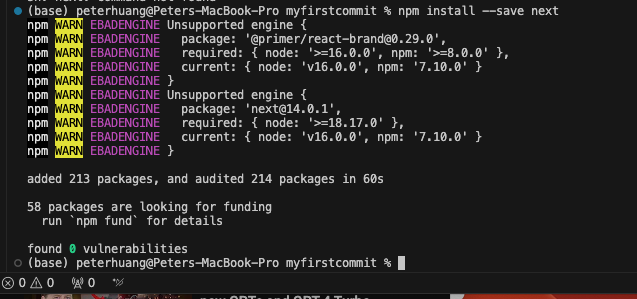 (base) peterhuang@Peters-MacBook-Pro myfirstcommit % npm install --save next
npm WARN EBADENGINE Unsupported engine {
npm WARN EBADENGINE   package: '@primer/react-brand@0.29.0',
npm WARN EBADENGINE   required: { node: '>=16.0.0', npm: '>=8.0.0' },
npm WARN EBADENGINE   current: { node: 'v16.0.0', npm: '7.10.0' }
npm WARN EBADENGINE }
npm WARN EBADENGINE Unsupported engine {
npm WARN EBADENGINE   package: 'next@14.0.1',
npm WARN EBADENGINE   required: { node: '>=18.17.0' },
npm WARN EBADENGINE   current: { node: 'v16.0.0', npm: '7.10.0' }
npm WARN EBADENGINE }
added 213 packages, and audited 214 packages in 60s
58 packages are looking for funding
  run `npm fund` for details
found 0 vulnerabilities
(base) peterhuang@Peters-MacBook-Pro myfirstcommit %
0 0 0